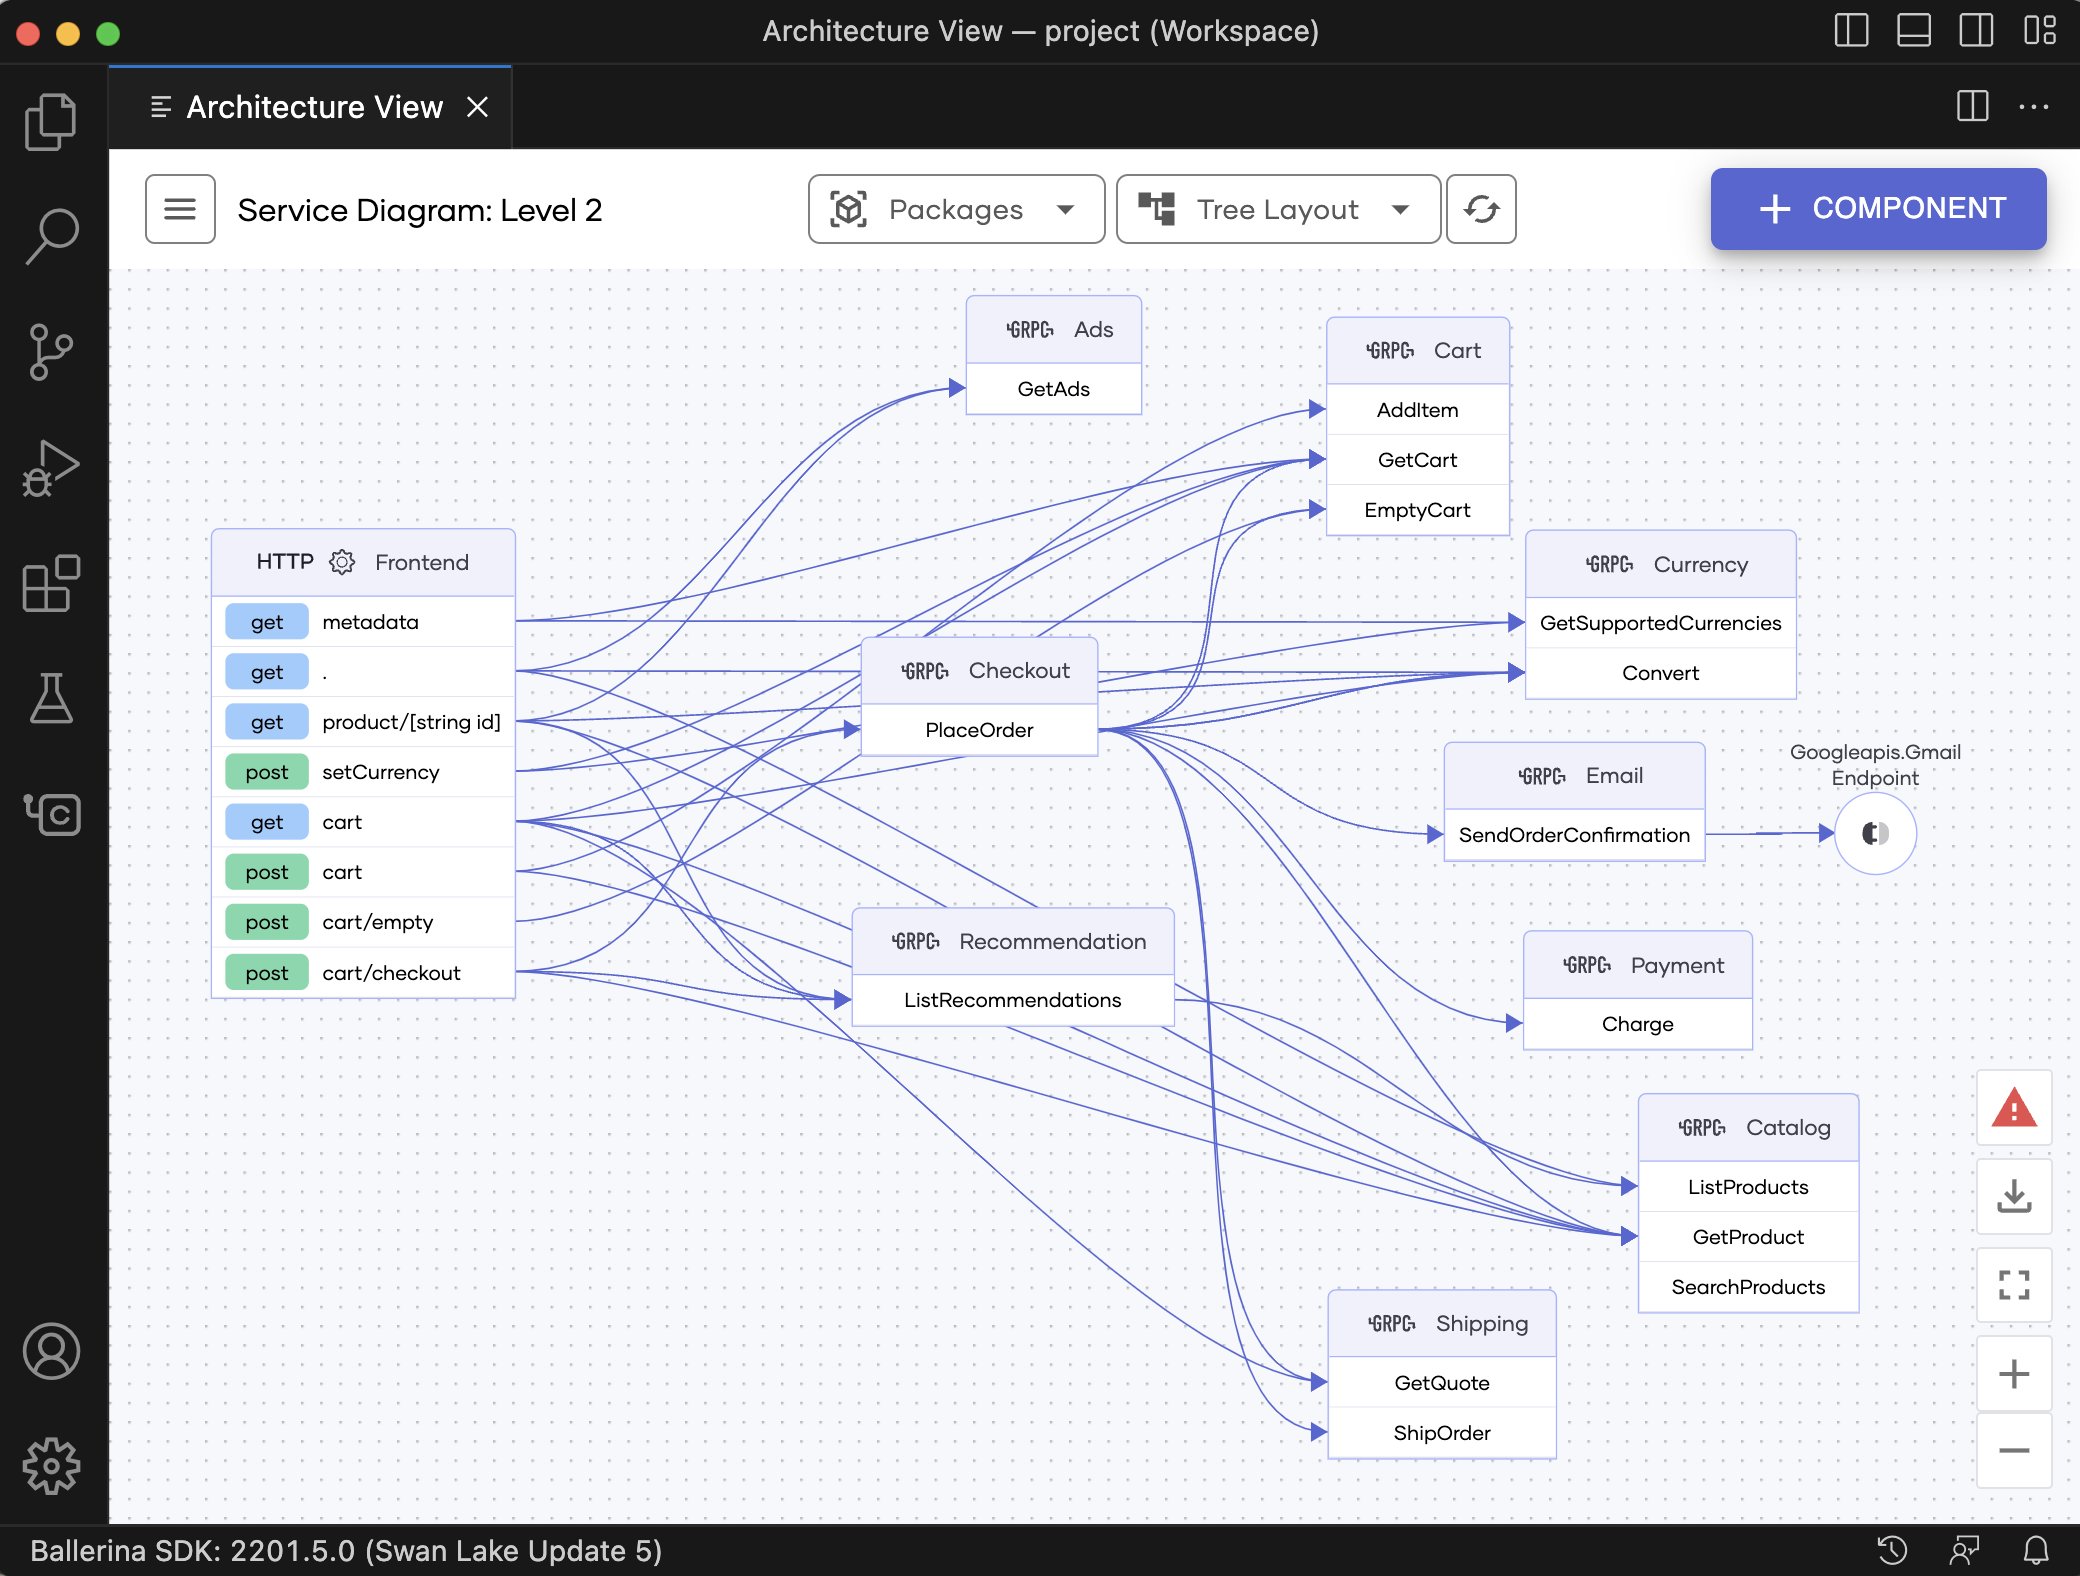 Architecture View — project (Workspace)
Architecture View
Service Diagram: Level 2
Packages
Tree Layout
COMPONENT
GRPC Ads
GetAds
GRPC Cart
AddItem
GetCart
EmptyCart
HTTP Frontend
get metadata
get .
get product/[string id]
post setCurrency
get cart
post cart
post cart/empty
post cart/checkout
GRPC Currency
GetSupportedCurrencies
Convert
GRPC Checkout
PlaceOrder
GRPC Email
SendOrderConfirmation
Googleapis.Gmail
Endpoint
GRPC Recommendation
ListRecommendations
GRPC Payment
Charge
GRPC Catalog
ListProducts
GetProduct
SearchProducts
GRPC Shipping
GetQuote
ShipOrder
Ballerina SDK: 2201.5.0 (Swan Lake Update 5)